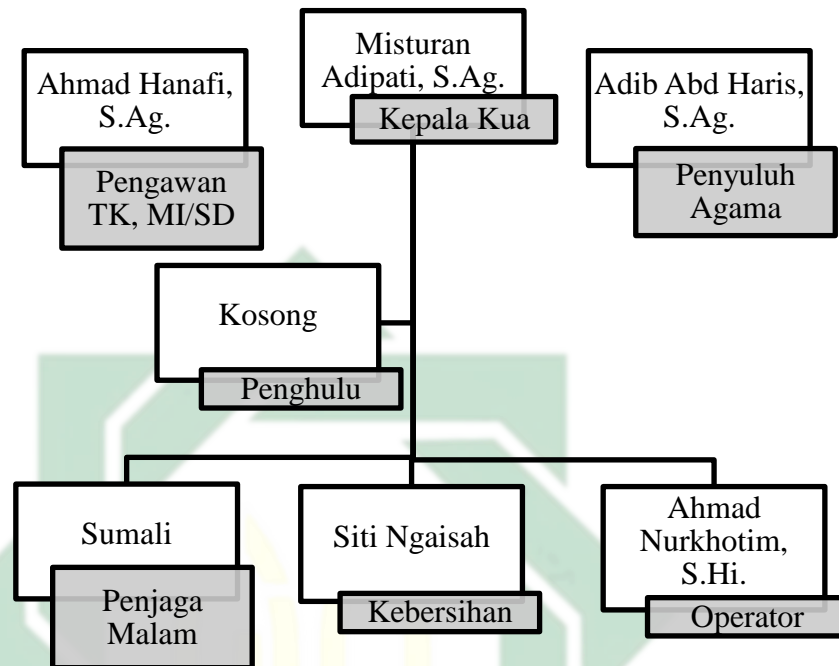 Ahmad Hanafi,
S.Ag.
Pengawan
TK, MI/SD
Misturan
Adipati, S.Ag.
Kepala Kua
Adib Abd Haris,
S.Ag.
Penyuluh
Agama
Kosong
Penghulu
Sumali
Penjaga
Malam
Siti Ngaisah
Kebersihan
Ahmad
Nurkhotim,
S.Hi.
Operator